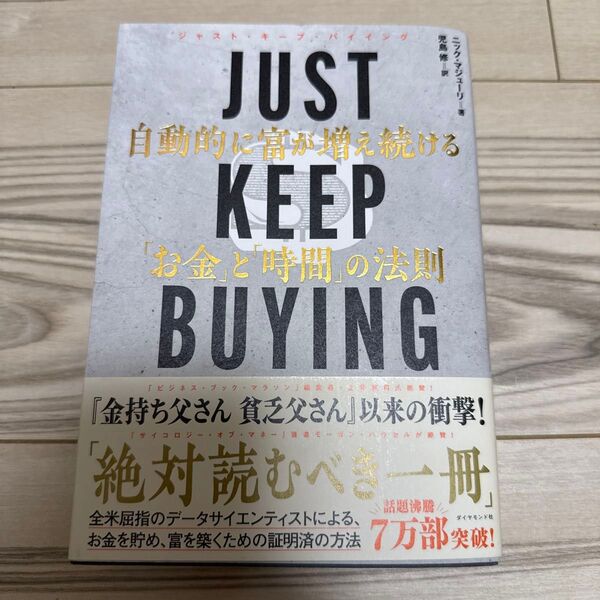 「ジャスト・キープ・バイイング
ニック・マジューリ 著
児島 修 訳
JUST
自動的に富が増え続ける
KEEP
「お金」と「時間」の法則
BUYING
「ビジネス・ブック・マラソン」編集長・土井英司氏絶賛!
『金持ち父さん 貧乏父さん』以来の衝撃!
「サイコロジー・オブ・マネー」著者モーガン・ハウセルが絶賛!
「絶対読むべき一冊」
全米屈指のデータサイエンティストによる、
お金を貯め、富を築くための証明済の方法
話題沸騰
7万部突破!
ダイヤモンド社